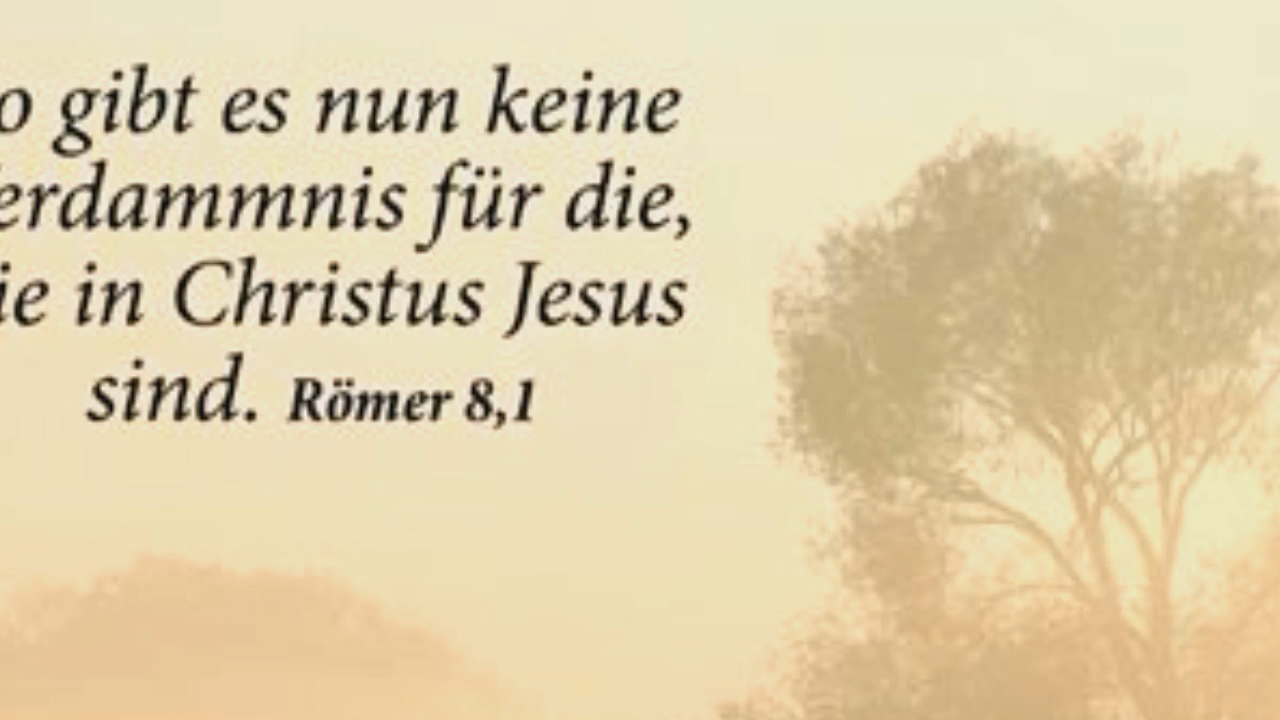 o gibt es nun keine
erdammnis für die,
ie in Christus Jesus
sind. Römer 8,1